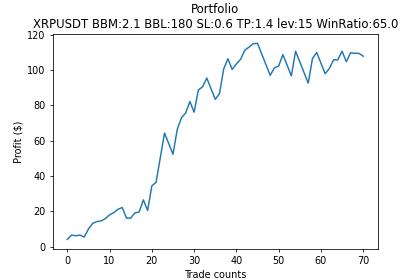 Portfolio
XRPUSDT BBM:2.1 BBL:180 SL:0.6 TP:1.4 lev:15 WinRatio:65.0
120
100
80
60
40
20
0
Profit ($)
0 10 20 30 40 50 60 70
Trade counts